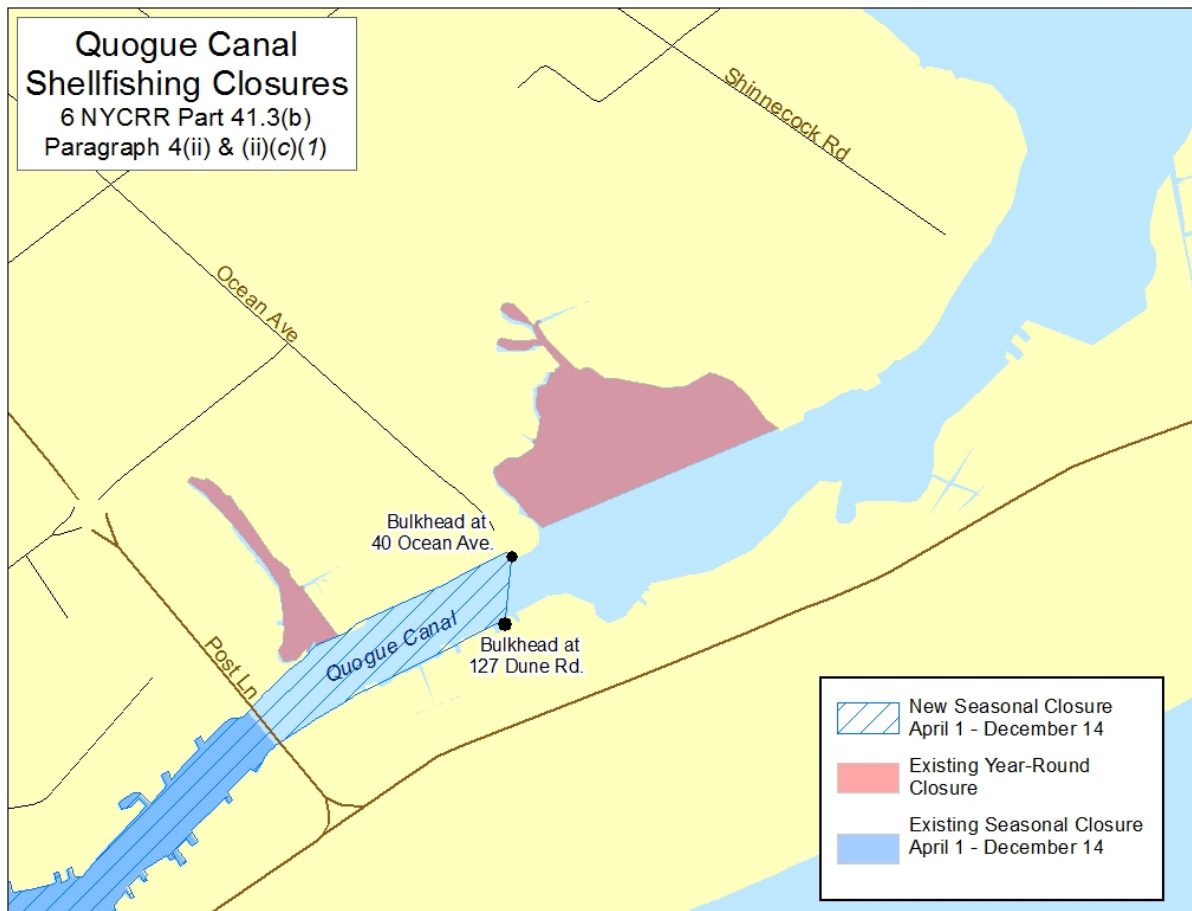 Quogue Canal
Shellfishing Closures
6 NYCRR Part 41.3(b)
Paragraph 4(ii) & (ii)(c)(1)
Shinnecock Rd
Ocean Ave
Bulkhead at
40 Ocean Ave.
Quogue Canal
Bulkhead at
127 Dune Rd.
Post Ln
New Seasonal Closure
April 1 - December 14
Existing Year-Round
Closure
Existing Seasonal Closure
April 1 - December 14